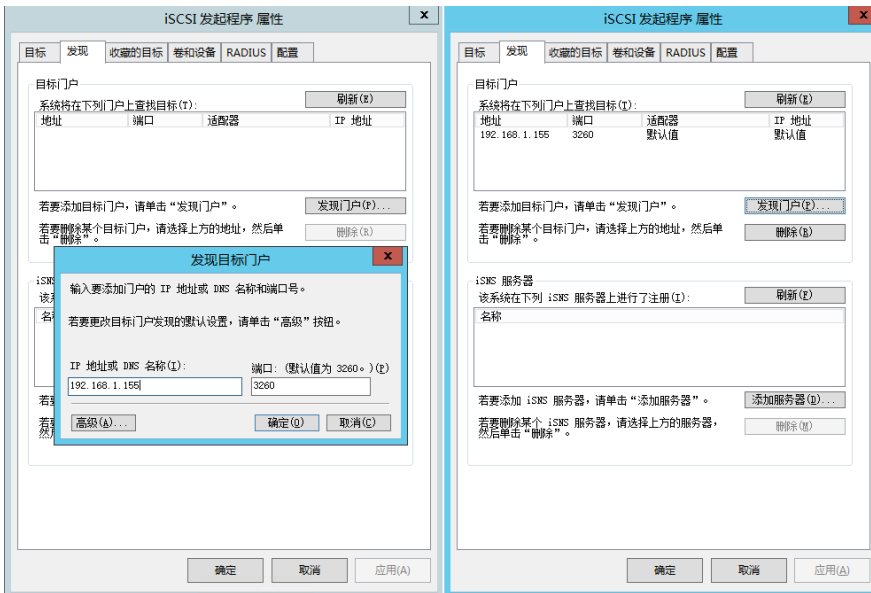 iSCSI 发起程序 属性
x
目标 发现 收藏的目标 卷和设备 RADIUS 配置
目标门户
系统将在下列门户上查找目标(T):
刷新(E)
地址 端口 适配器 IP 地址
若要添加目标门户，请单击“发现门户”。
发现门户(P)...
若要删除某个目标门户，请选择上方的地址，然后单
击“删除”。
删除(R)
发现目标门户
x
输入要添加门户的 IP 地址或 DNS 名称和端口号。
若要更改目标门户发现的默认设置，请单击“高级”按钮。
IP 地址或 DNS 名称(I):
端口: (默认值为 3260。)(P)
192.168.1.155
3260
高级(A)...
确定(O)
取消(C)
iSNS
该系
名
若要
若要
然
确定
取消
应用(A)
iSCSI 发起程序 属性
x
目标 发现 收藏的目标 卷和设备 RADIUS 配置
目标门户
系统将在下列门户上查找目标(T):
刷新(E)
地址 端口 适配器 IP 地址
192.168.1.155 3260 默认值 默认值
若要添加目标门户，请单击“发现门户”。
发现门户(P)...
若要删除某个目标门户，请选择上方的地址，然后单
击“删除”。
删除(R)
iSNS 服务器
该系统在下列 iSNS 服务器上进行了注册(I):
刷新(F)
名称
若要添加 iSNS 服务器，请单击“添加服务器”。
添加服务器(D)...
若要删除某个 iSNS 服务器，请选择上方的服务器，
然后单击“删除”。
删除(M)
确定
取消
应用(A)